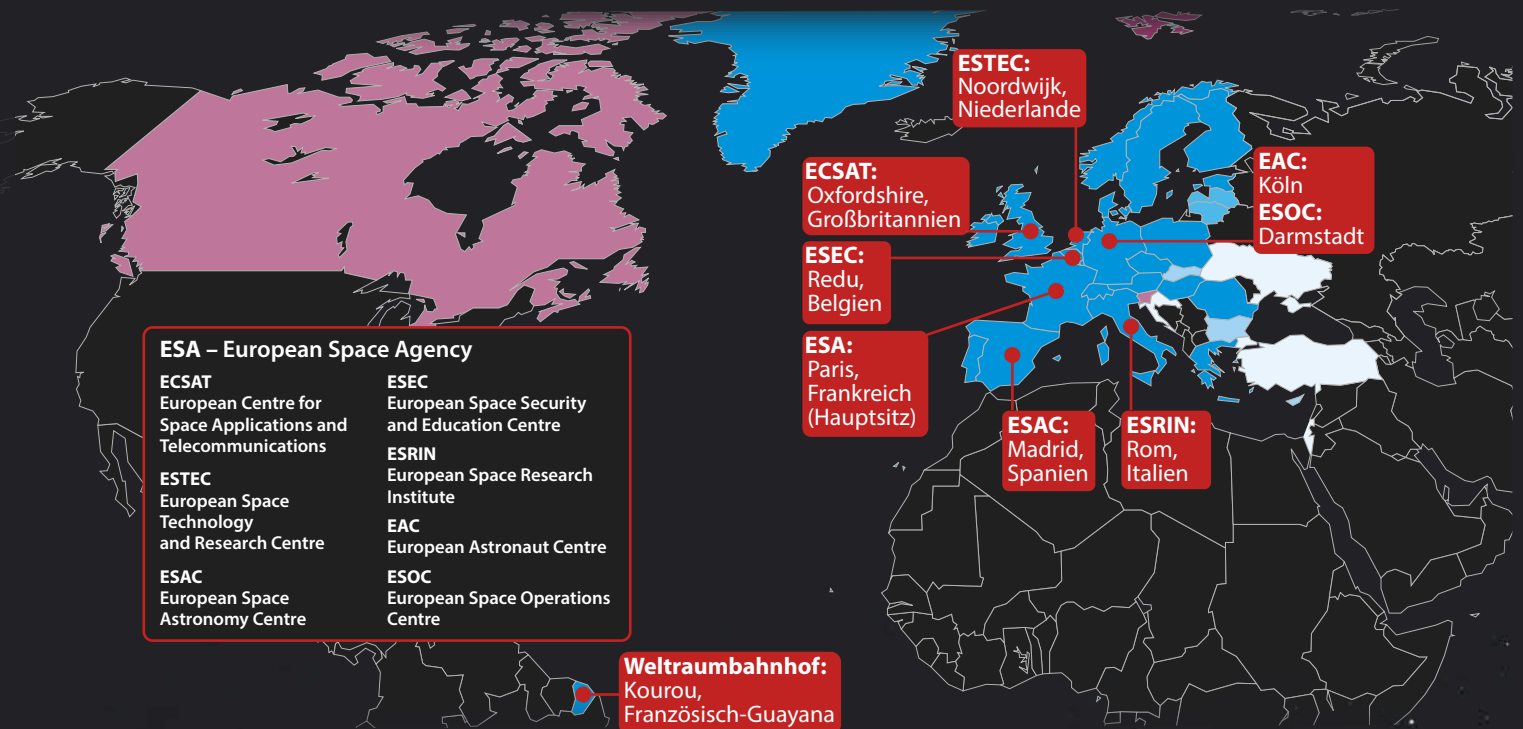 ESTEC:
Noordwijk,
Niederlande
ECSAT:
Oxfordshire,
Großbritannien
EAC:
Köln
ESOC:
Darmstadt
ESEC:
Redu,
Belgien
ESA:
Paris,
Frankreich
(Hauptsitz)
ESAC:
Madrid,
Spanien
ESRIN:
Rom,
Italien
ESA – European Space Agency
ECSAT
European Centre for
Space Applications and
Telecommunications
ESTEC
European Space
Technology
and Research Centre
ESAC
European Space
Astronomy Centre
ESEC
European Space Security
and Education Centre
ESRIN
European Space Research
Institute
EAC
European Astronaut Centre
ESOC
European Space Operations
Centre
Weltraumbahnhof:
Kourou,
Französisch-Guayana